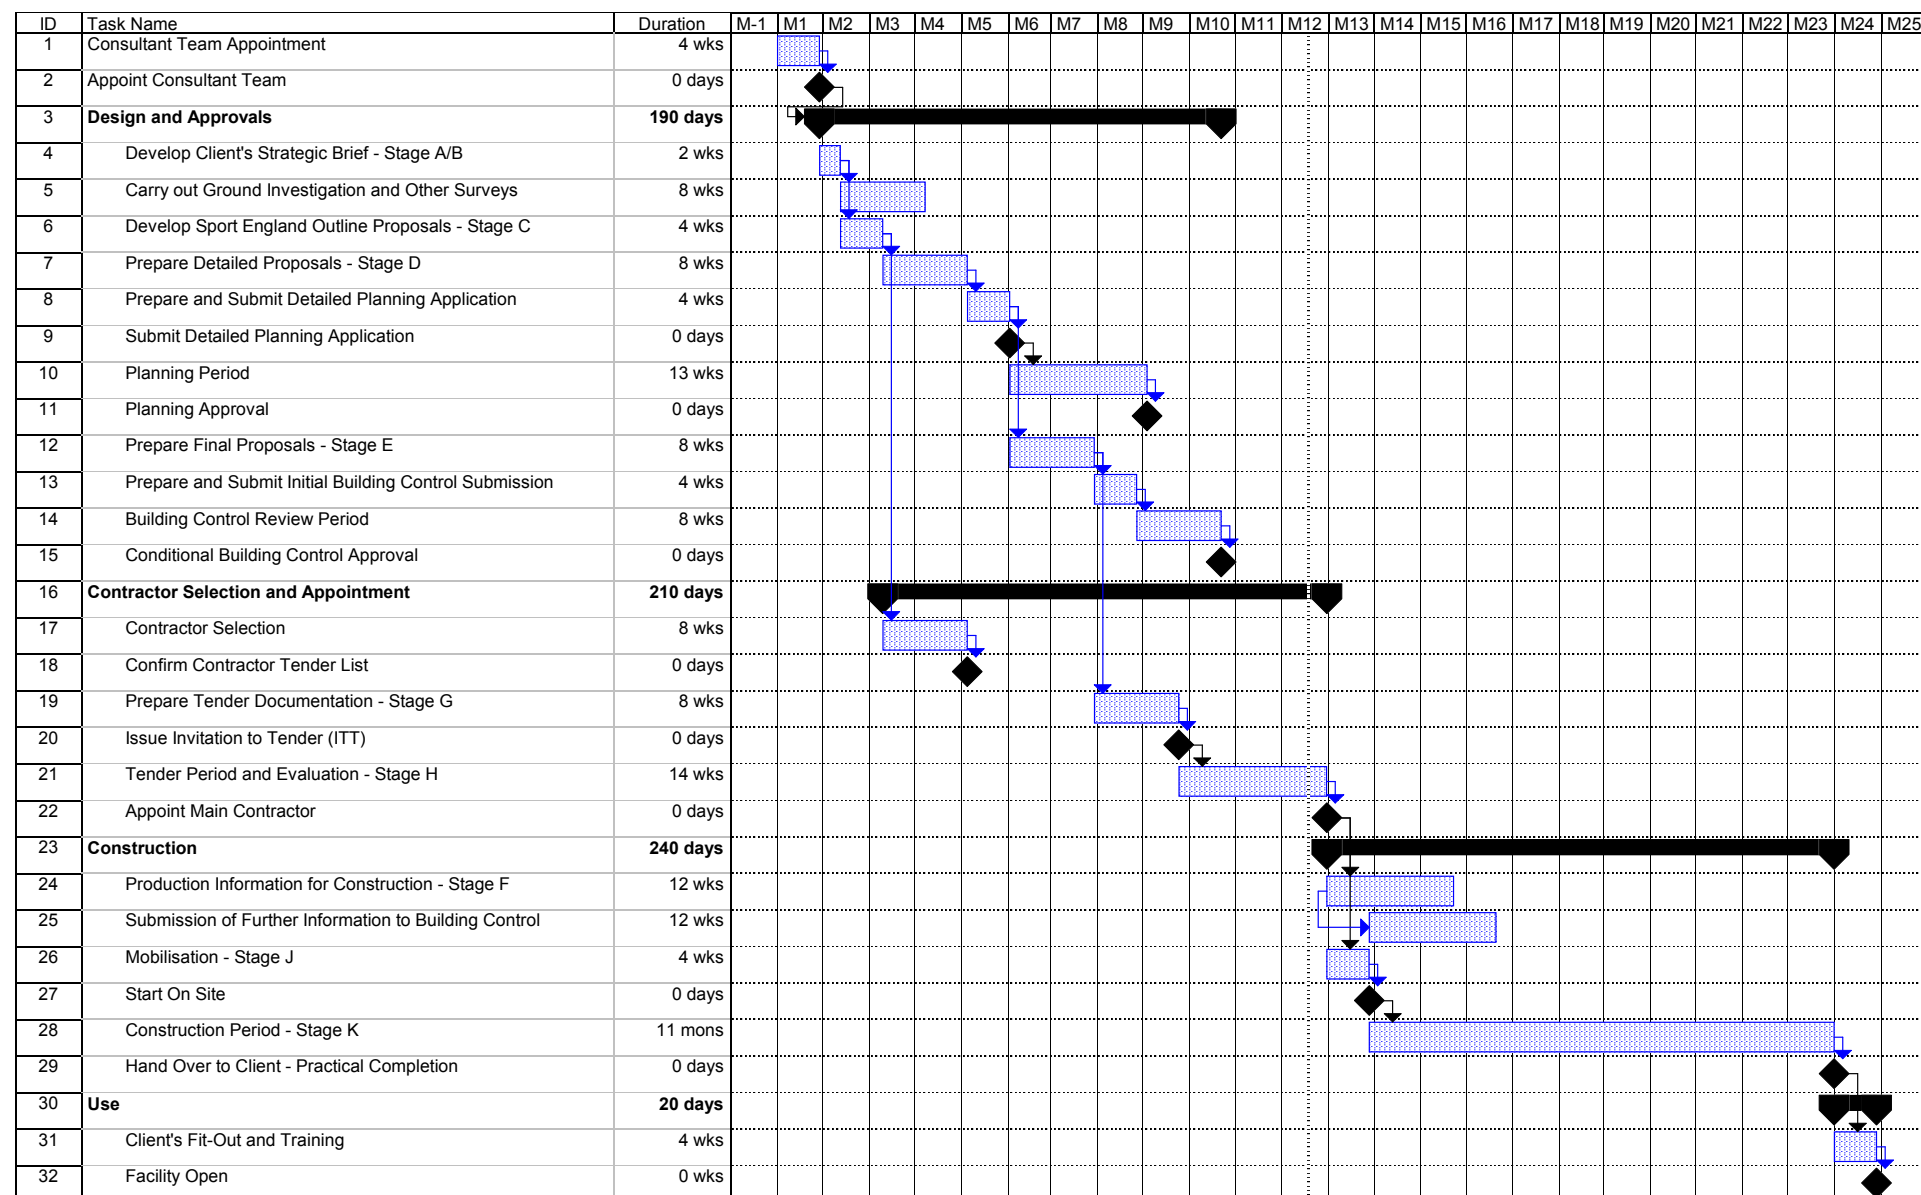 ID Task Name Duration M-1 M1 M2 M3 M4 M5 M6 M7 M8 M9 M10 M11 M12 M13 M14 M15 M16 M17 M18 M19 M20 M21 M22 M23 M24 M25
1 Consultant Team Appointment 4 wks
2 Appoint Consultant Team 0 days
3 Design and Approvals 190 days
4 Develop Client's Strategic Brief - Stage A/B 2 wks
5 Carry out Ground Investigation and Other Surveys 8 wks
6 Develop Sport England Outline Proposals - Stage C 4 wks
7 Prepare Detailed Proposals - Stage D 8 wks
8 Prepare and Submit Detailed Planning Application 4 wks
9 Submit Detailed Planning Application 0 days
10 Planning Period 13 wks
11 Planning Approval 0 days
12 Prepare Final Proposals - Stage E 8 wks
13 Prepare and Submit Initial Building Control Submission 4 wks
14 Building Control Review Period 8 wks
15 Conditional Building Control Approval 0 days
16 Contractor Selection and Appointment 210 days
17 Contractor Selection 8 wks
18 Confirm Contractor Tender List 0 days
19 Prepare Tender Documentation - Stage G 8 wks
20 Issue Invitation to Tender (ITT) 0 days
21 Tender Period and Evaluation - Stage H 14 wks
22 Appoint Main Contractor 0 days
23 Construction 240 days
24 Production Information for Construction - Stage F 12 wks
25 Submission of Further Information to Building Control 12 wks
26 Mobilisation - Stage J 4 wks
27 Start On Site 0 days
28 Construction Period - Stage K 11 mons
29 Hand Over to Client - Practical Completion 0 days
30 Use 20 days
31 Client's Fit-Out and Training 4 wks
32 Facility Open 0 wks